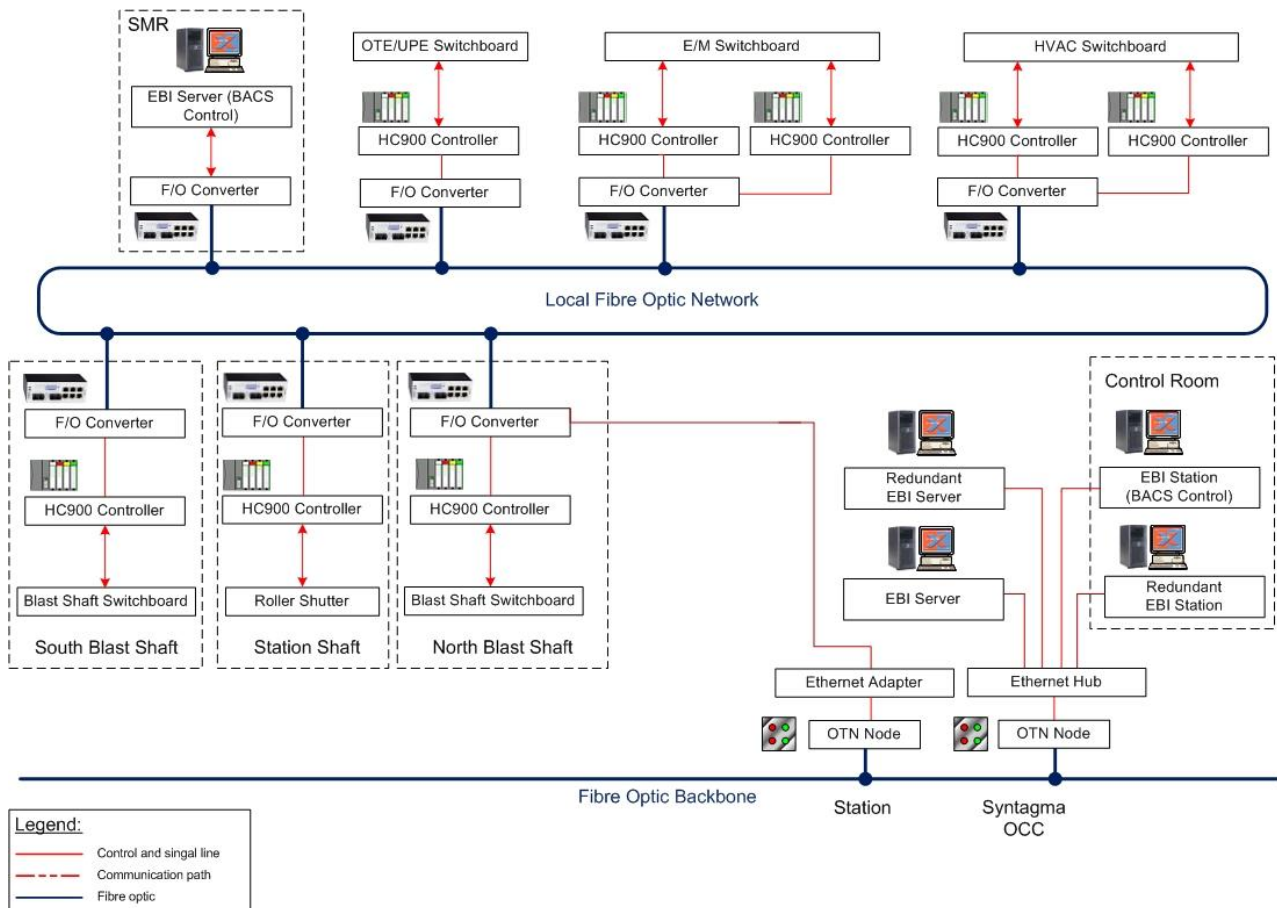 SMR
EBI Server (BACS
Control)
F/O Converter
OTE/UPE Switchboard
HC900 Controller
F/O Converter
E/M Switchboard
HC900 Controller
HC900 Controller
F/O Converter
HVAC Switchboard
HC900 Controller
HC900 Controller
F/O Converter
Local Fibre Optic Network
F/O Converter
HC900 Controller
Blast Shaft Switchboard
South Blast Shaft
F/O Converter
HC900 Controller
Roller Shutter
Station Shaft
F/O Converter
HC900 Controller
Blast Shaft Switchboard
North Blast Shaft
Redundant
EBI Server
EBI Server
Control Room
EBI Station
(BACS Control)
Redundant
EBI Station
Ethernet Adapter
Ethernet Hub
OTN Node
OTN Node
Fibre Optic Backbone
Station
Syntagma
OCC
Legend:
Control and singal line
Communication path
Fibre optic